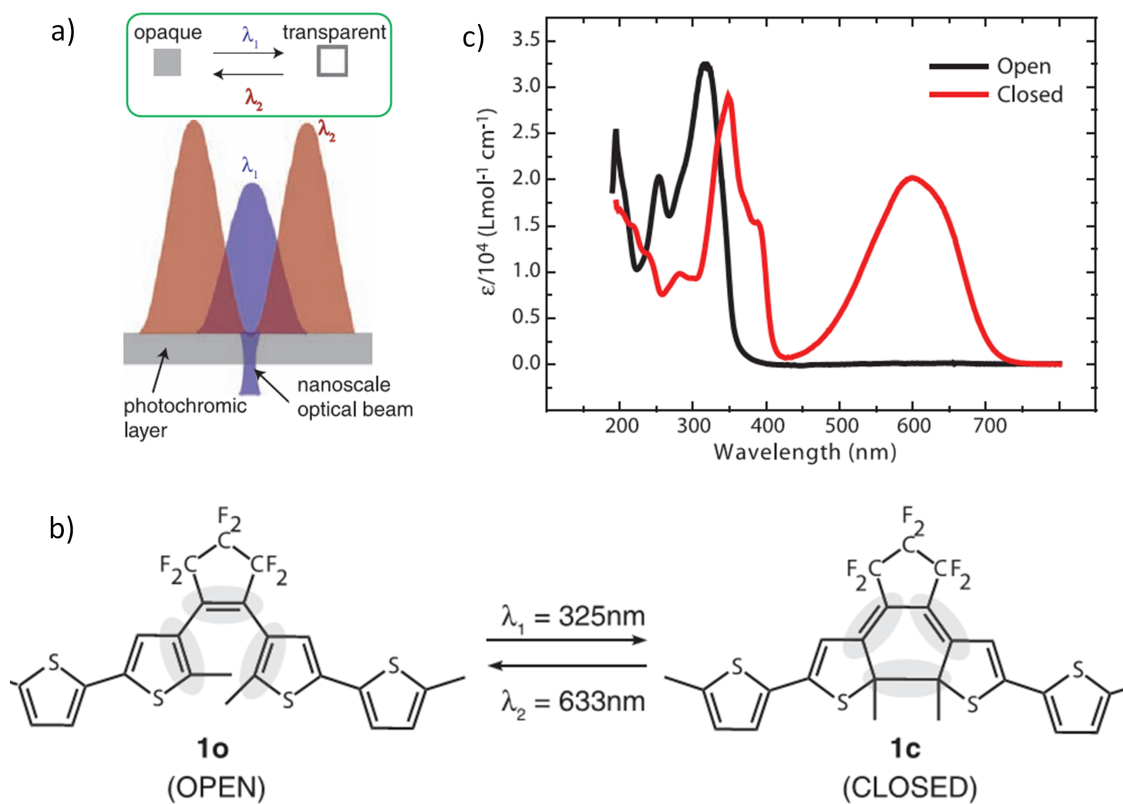 a)
opaque
λ₁
transparent
λ₂
λ₂
λ₁
photochromic
layer
nanoscale
optical beam
c)
3.5
3.0
2.5
2.0
1.5
1.0
0.5
0.0
ε/10⁴ (Lmol⁻¹ cm⁻¹)
Open
Closed
200 300 400 500 600 700
Wavelength (nm)
b)
F₂
C
F₂ C CF₂
S S S S
1o
(OPEN)
λ₁ = 325nm
λ₂ = 633nm
F₂
C
F₂ C CF₂
S S S S
1c
(CLOSED)